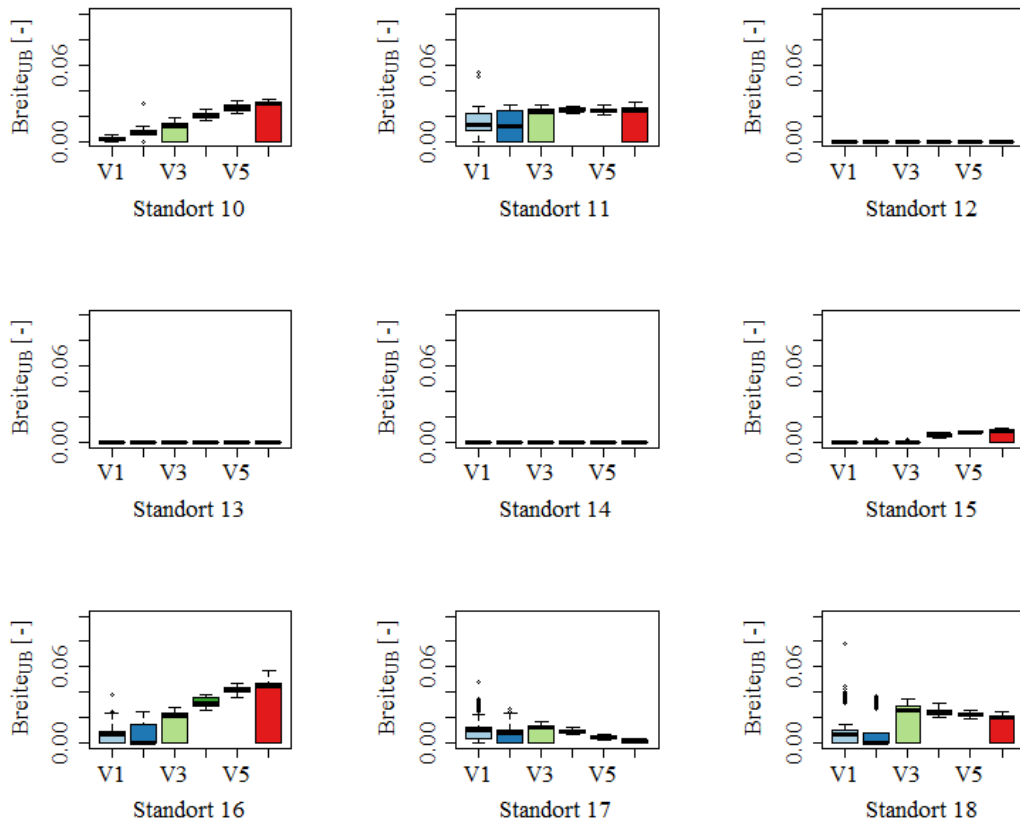 Breite_UB [-]
0.06
0.00
V1 V3 V5
Standort 10
Breite_UB [-]
0.06
0.00
V1 V3 V5
Standort 11
Breite_UB [-]
0.06
0.00
V1 V3 V5
Standort 12
Breite_UB [-]
0.06
0.00
V1 V3 V5
Standort 13
Breite_UB [-]
0.06
0.00
V1 V3 V5
Standort 14
Breite_UB [-]
0.06
0.00
V1 V3 V5
Standort 15
Breite_UB [-]
0.06
0.00
V1 V3 V5
Standort 16
Breite_UB [-]
0.06
0.00
V1 V3 V5
Standort 17
Breite_UB [-]
0.06
0.00
V1 V3 V5
Standort 18